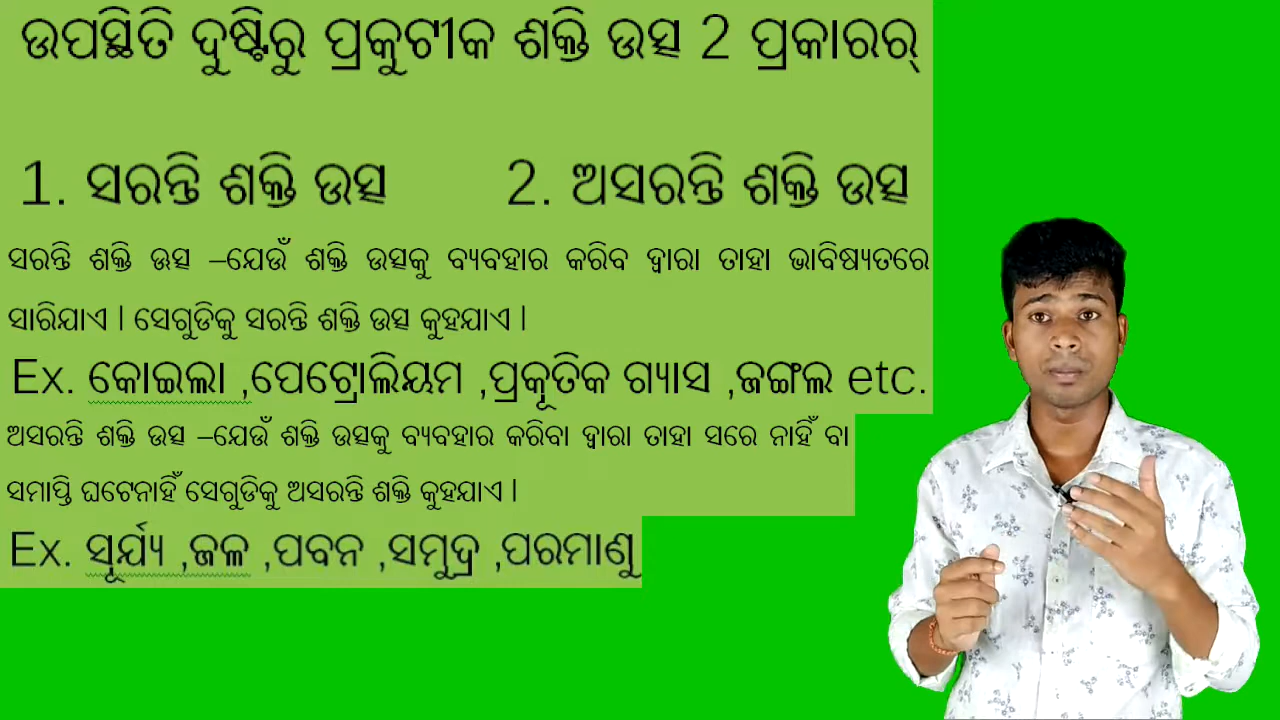 ଉପସ୍ଥିତି ଦୁଷ୍ଟିରୁ ପ୍ରକୁଟୀକ ଶକ୍ତି ଉତ୍ସ 2 ପ୍ରକାରର୍
1. ସରନ୍ତି ଶକ୍ତି ଉତ୍ସ 2. ଅସରନ୍ତି ଶକ୍ତି ଉତ୍ସ
ସରନ୍ତି ଶକ୍ତି ଊତ୍ସ –ଯେଉଁ ଶକ୍ତି ଉତ୍ସକୁ ବ୍ୟବହାର କରିବ ଦ୍ୱାରା ତାହା ଭାବିଷ୍ୟତରେ
ସାରିଯାଏ | ସେଗୁଡିକୁ ସରନ୍ତି ଶକ୍ତି ଉତ୍ସ କୁହଯାଏ |
Ex. କୋଇଲା ,ପେଟ୍ରୋଲିୟମ ,ପ୍ରକୃତିକ ଗ୍ୟାସ ,ଜଙ୍ଗଲ etc.
ଅସରନ୍ତି ଶକ୍ତି ଉତ୍ସ –ଯେଉଁ ଶକ୍ତି ଉତ୍ସକୁ ବ୍ୟବହାର କରିବା ଦ୍ୱାରା ତାହା ସରେ ନାହିଁ ବା
ସମାପ୍ତି ଘଟେନାହିଁ ସେଗୁଡିକୁ ଅସରନ୍ତି ଶକ୍ତି କୁହଯାଏ |
Ex. ସୂର୍ଯ୍ୟ ,ଜଳ ,ପବନ ,ସମୁଦ୍ର ,ପରମାଣୁ